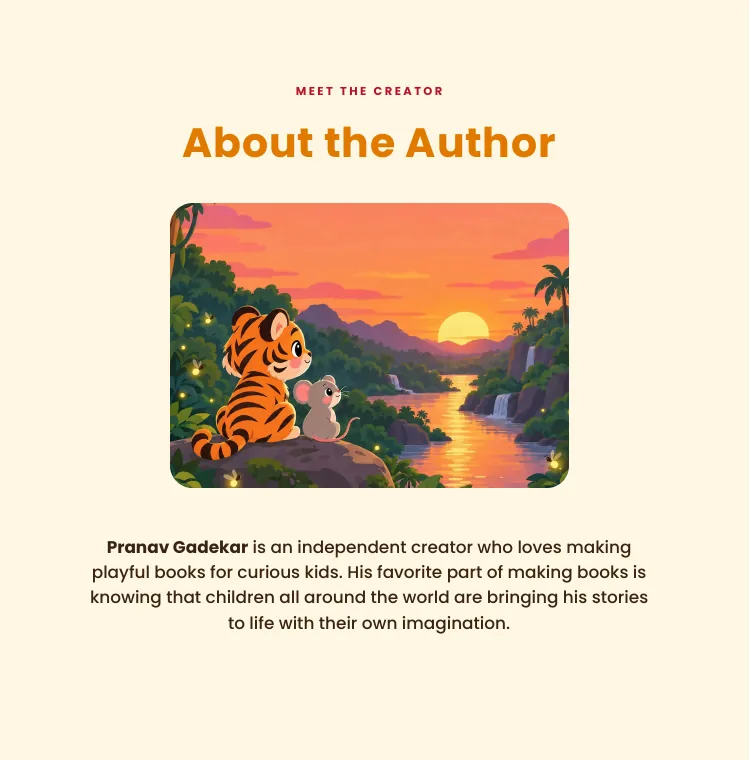 MEET THE CREATOR
About the Author
Pranav Gadekar is an independent creator who loves making
playful books for curious kids. His favorite part of making books is
knowing that children all around the world are bringing his stories
to life with their own imagination.